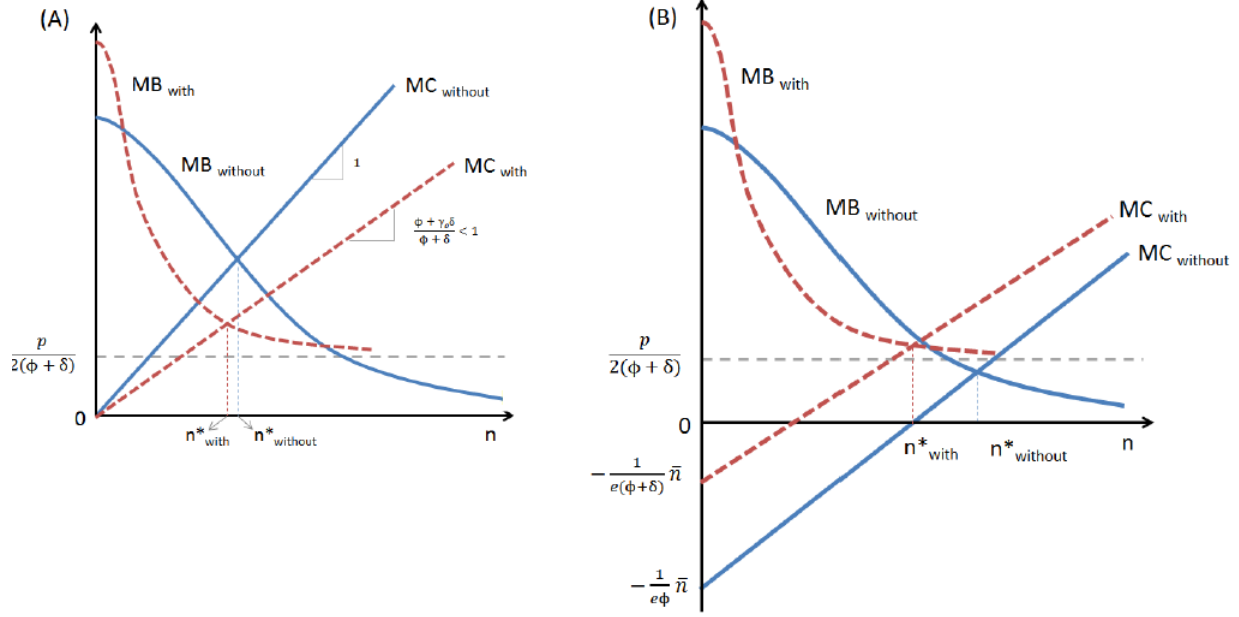 (A)
MB with
MC without
MB without
1
MC with
φ + γₑδ / φ + δ < 1
p / 2(φ + δ)
0
n*with
n*without
n
(B)
MB with
MB without
MC with
MC without
p / 2(φ + δ)
0
n*with
n*without
n
− 1 / e(φ+δ) n̄
− 1 / eφ n̄